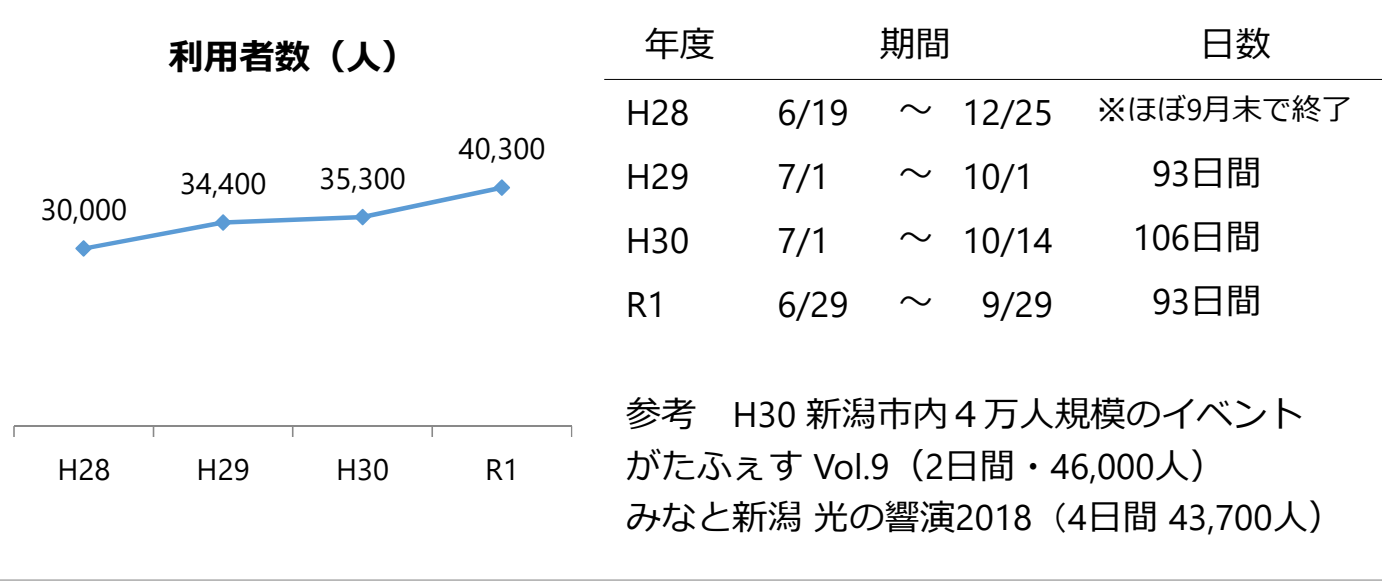 利用者数（人）
30,000
34,400
35,300
40,300
H28
H29
H30
R1
年度 期間 日数
H28 6/19 ～ 12/25 ※ほぼ9月末で終了
H29 7/1 ～ 10/1 93日間
H30 7/1 ～ 10/14 106日間
R1 6/29 ～ 9/29 93日間
参考　H30 新潟市内４万人規模のイベント
がたふぇす Vol.9（2日間・46,000人）
みなと新潟 光の響演2018（4日間 43,700人）